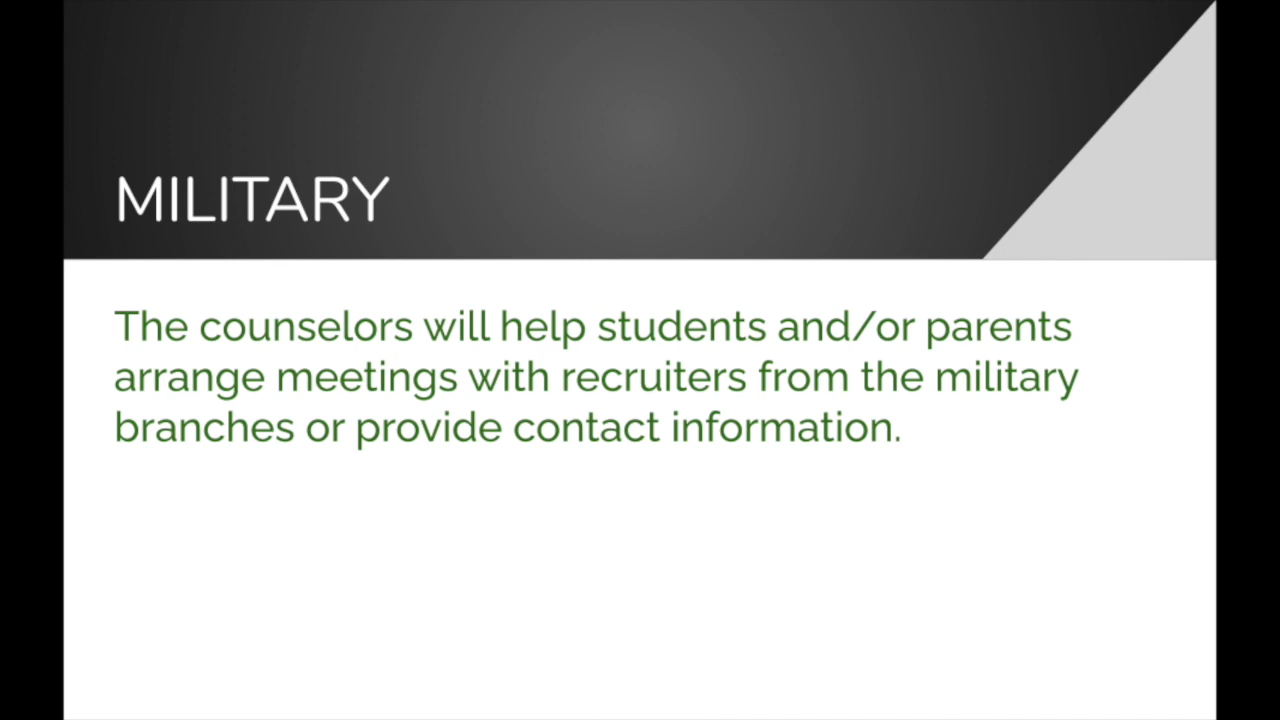 MILITARY
The counselors will help students and/or parents
arrange meetings with recruiters from the military
branches or provide contact information.